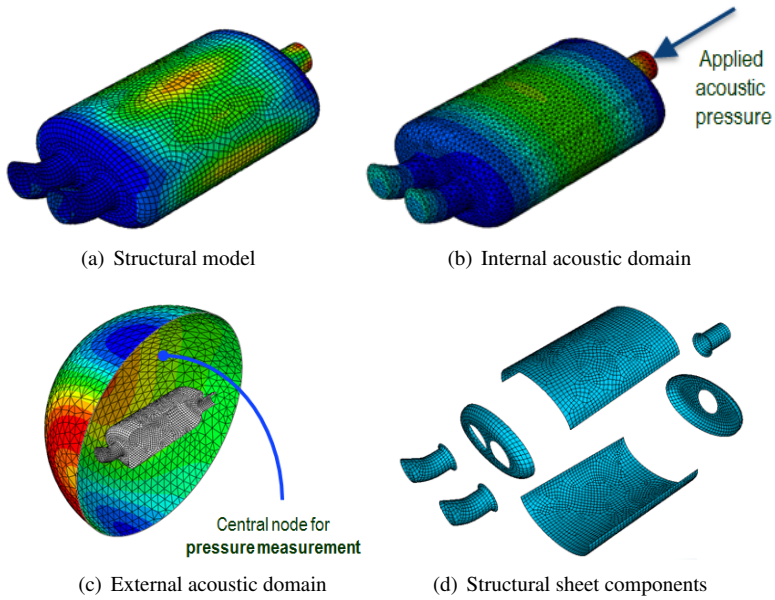 Applied
acoustic
pressure
(a) Structural model
(b) Internal acoustic domain
Central node for
pressure measurement
(c) External acoustic domain
(d) Structural sheet components